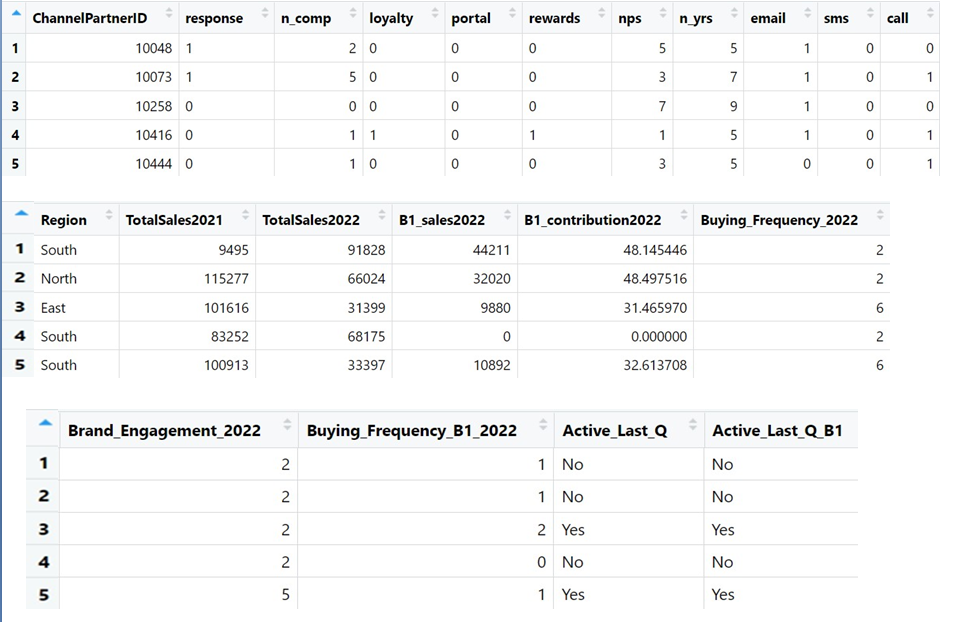 ChannelPartnerID response n_comp loyalty portal rewards nps n_yrs email sms call
1 10048 1 2 0 0 0 5 5 1 0 0
2 10073 1 5 0 0 0 3 7 1 0 1
3 10258 0 0 0 0 0 7 9 1 0 0
4 10416 0 1 1 0 1 1 5 1 0 1
5 10444 0 1 0 0 0 3 5 0 0 1
Region TotalSales2021 TotalSales2022 B1_sales2022 B1_contribution2022 Buying_Frequency_2022
1 South 9495 91828 44211 48.145446 2
2 North 115277 66024 32020 48.497516 2
3 East 101616 31399 9880 31.465970 6
4 South 83252 68175 0 0.000000 2
5 South 100913 33397 10892 32.613708 6
Brand_Engagement_2022 Buying_Frequency_B1_2022 Active_Last_Q Active_Last_Q_B1
1 2 1 No No
2 2 1 No No
3 2 2 Yes Yes
4 2 0 No No
5 5 1 Yes Yes